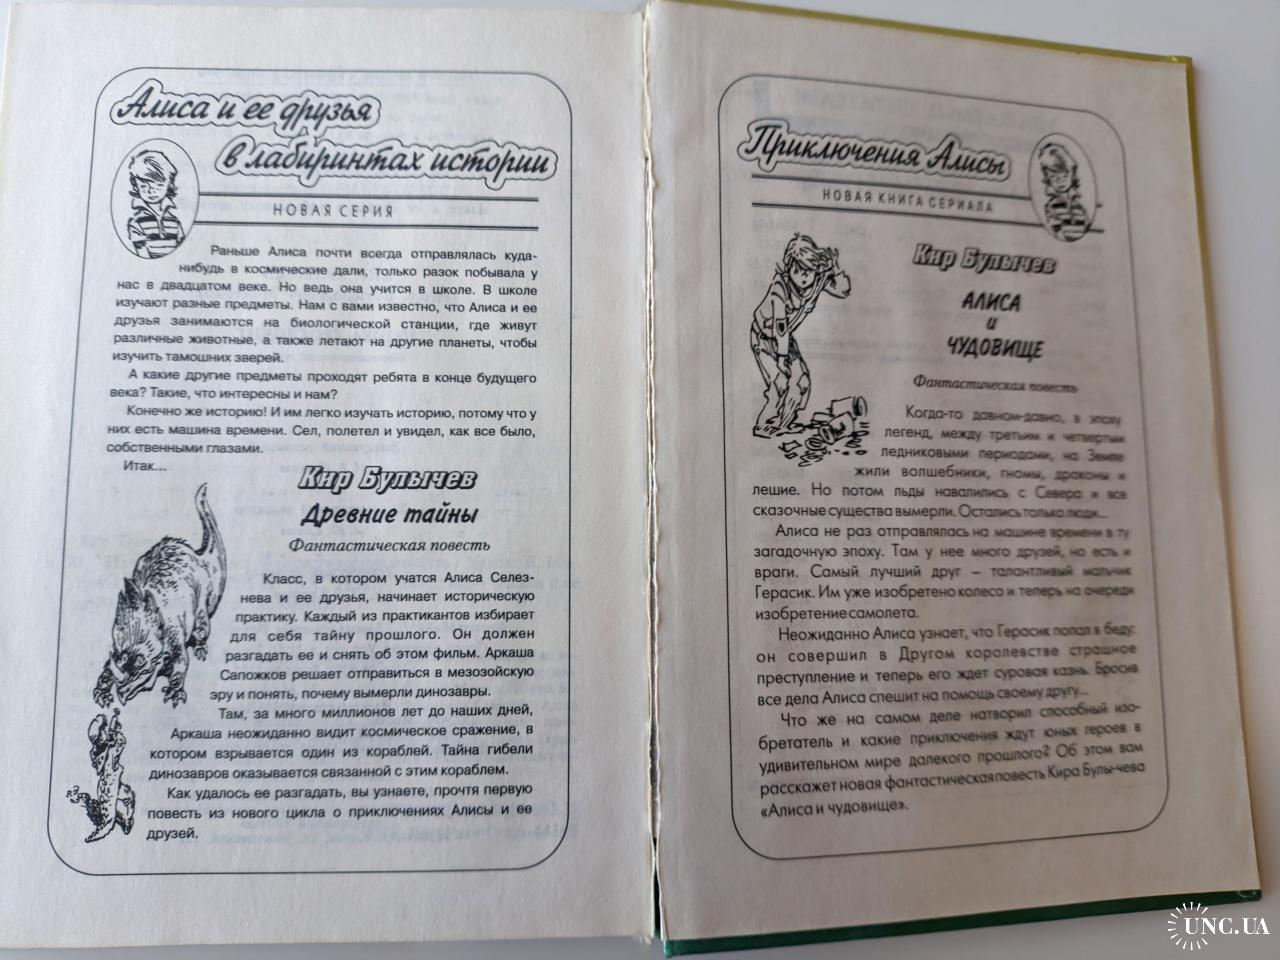 Алиса и ее друзья
в лабиринтах истории
НОВАЯ СЕРИЯ
Раньше Алиса почти всегда отправлялась куда-
нибудь в космические дали, только разок побывала у
нас в двадцатом веке. Но ведь она учится в школе. В школе
изучают разные предметы. Нам с вами известно, что Алиса и ее
друзья занимаются на биологической станции, где живут
различные животные, а также летают на другие планеты, чтобы
изучить тамошних зверей.
А какие другие предметы проходят ребята в конце будущего
века? Такие, что интересны и нам?
Конечно же историю! И им легко изучать историю, потому что у
них есть машина времени. Сел, полетел и увидел, как все было,
собственными глазами.
Итак...
Кир Булычев
Древние тайны
Фантастическая повесть
Класс, в котором учатся Алиса Селез-
нева и ее друзья, начинает историческую
практику. Каждый из практикантов избирает
для себя тайну прошлого. Он должен
разгадать ее и снять об этом фильм. Аркаша
Сапожков решает отправиться в мезозойскую
эру и понять, почему вымерли динозавры.
Там, за много миллионов лет до наших дней,
Аркаша неожиданно видит космическое сражение, в
котором взрывается один из кораблей. Тайна гибели
динозавров оказывается связанной с этим кораблем.
Как удалось ее разгадать, вы узнаете, прочтя первую
повесть из нового цикла о приключениях Алисы и ее
друзей.
Приключения Алисы
НОВАЯ КНИГА СЕРИАЛА
Кир Булычев
АЛИСА
и
ЧУДОВИЩЕ
Фантастическая повесть
Когда-то давным-давно, в эпоху
легенд, между третьим и четвертым
ледниковыми периодами, на Земле
жили волшебники, гномы, драконы и
лешие. Но потом льды навалились с Севера и все
сказочные существа вымерли. Остались только люди...
Алиса не раз отправлялась на машине времени в ту
загадочную эпоху. Там у нее много друзей, но есть и
враги. Самый лучший друг – талантливый мальчик
Герасик. Им уже изобретено колесо и теперь на очереди
изобретение самолета.
Неожиданно Алиса узнает, что Герасик попал в беду:
он совершил в Другом королевстве страшное
преступление и теперь его ждет суровая казнь. Бросив
все дела Алиса спешит на помощь своему другу...
Что же на самом деле натворил способный изо-
бретатель и какие приключения ждут юных героев в
удивительном мире далекого прошлого? Об этом вам
расскажет новая фантастическая повесть Кира Булы-чева
«Алиса и чудовище».
UNC.UA